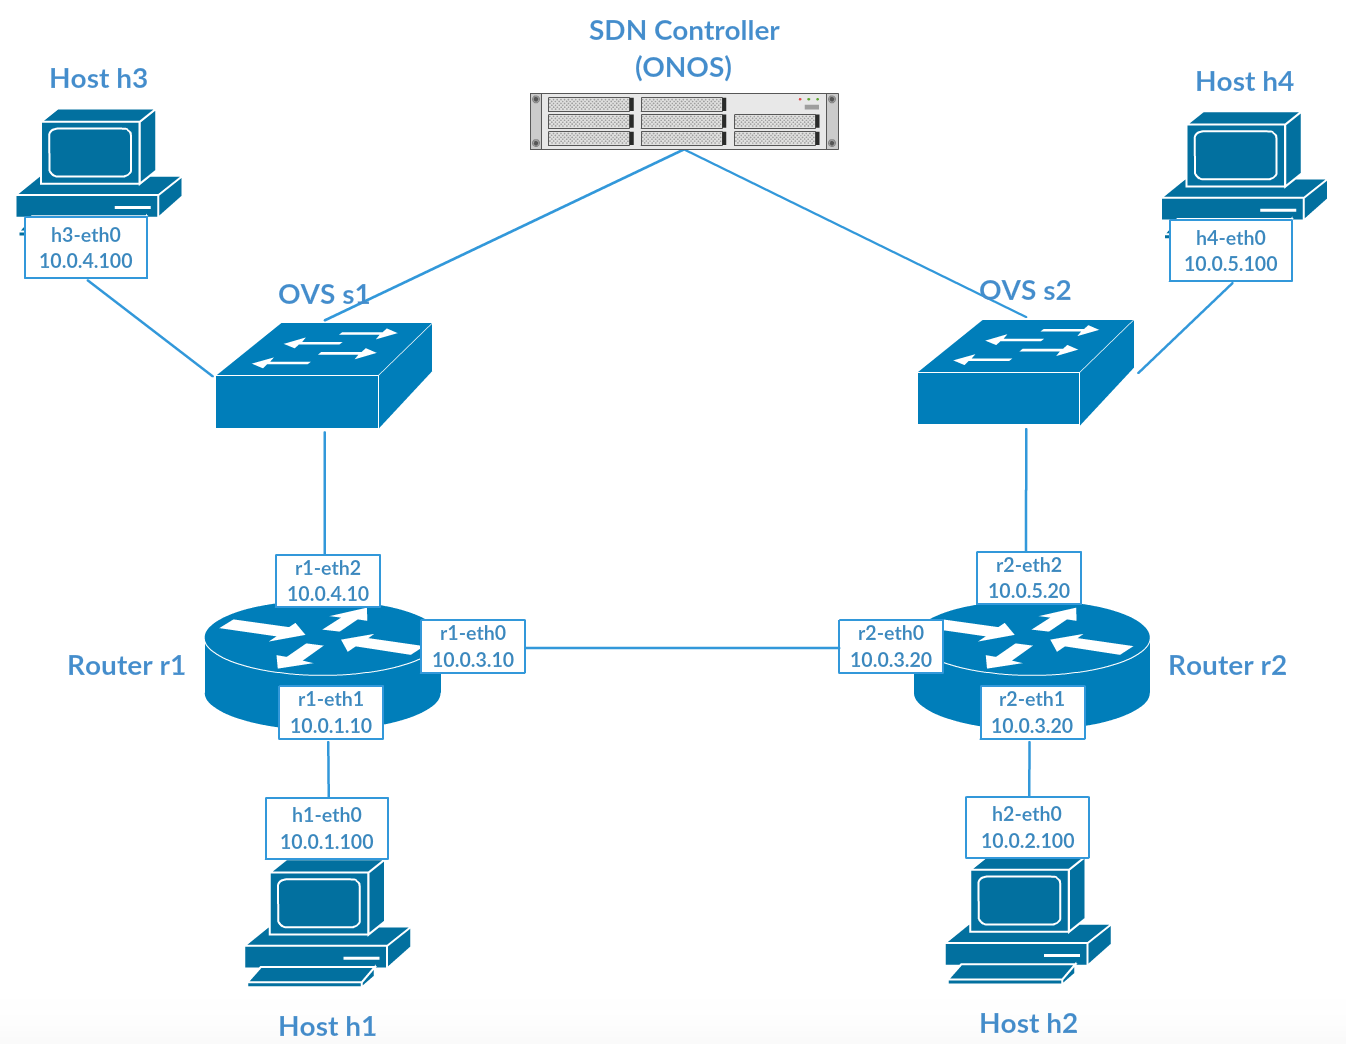 SDN Controller
(ONOS)
Host h3
Host h4
h3-eth0
10.0.4.100
h4-eth0
10.0.5.100
OVS s1
OVS s2
r1-eth2
10.0.4.10
r2-eth2
10.0.5.20
Router r1
r1-eth0
10.0.3.10
r2-eth0
10.0.3.20
Router r2
r1-eth1
10.0.1.10
r2-eth1
10.0.3.20
h1-eth0
10.0.1.100
h2-eth0
10.0.2.100
Host h1
Host h2